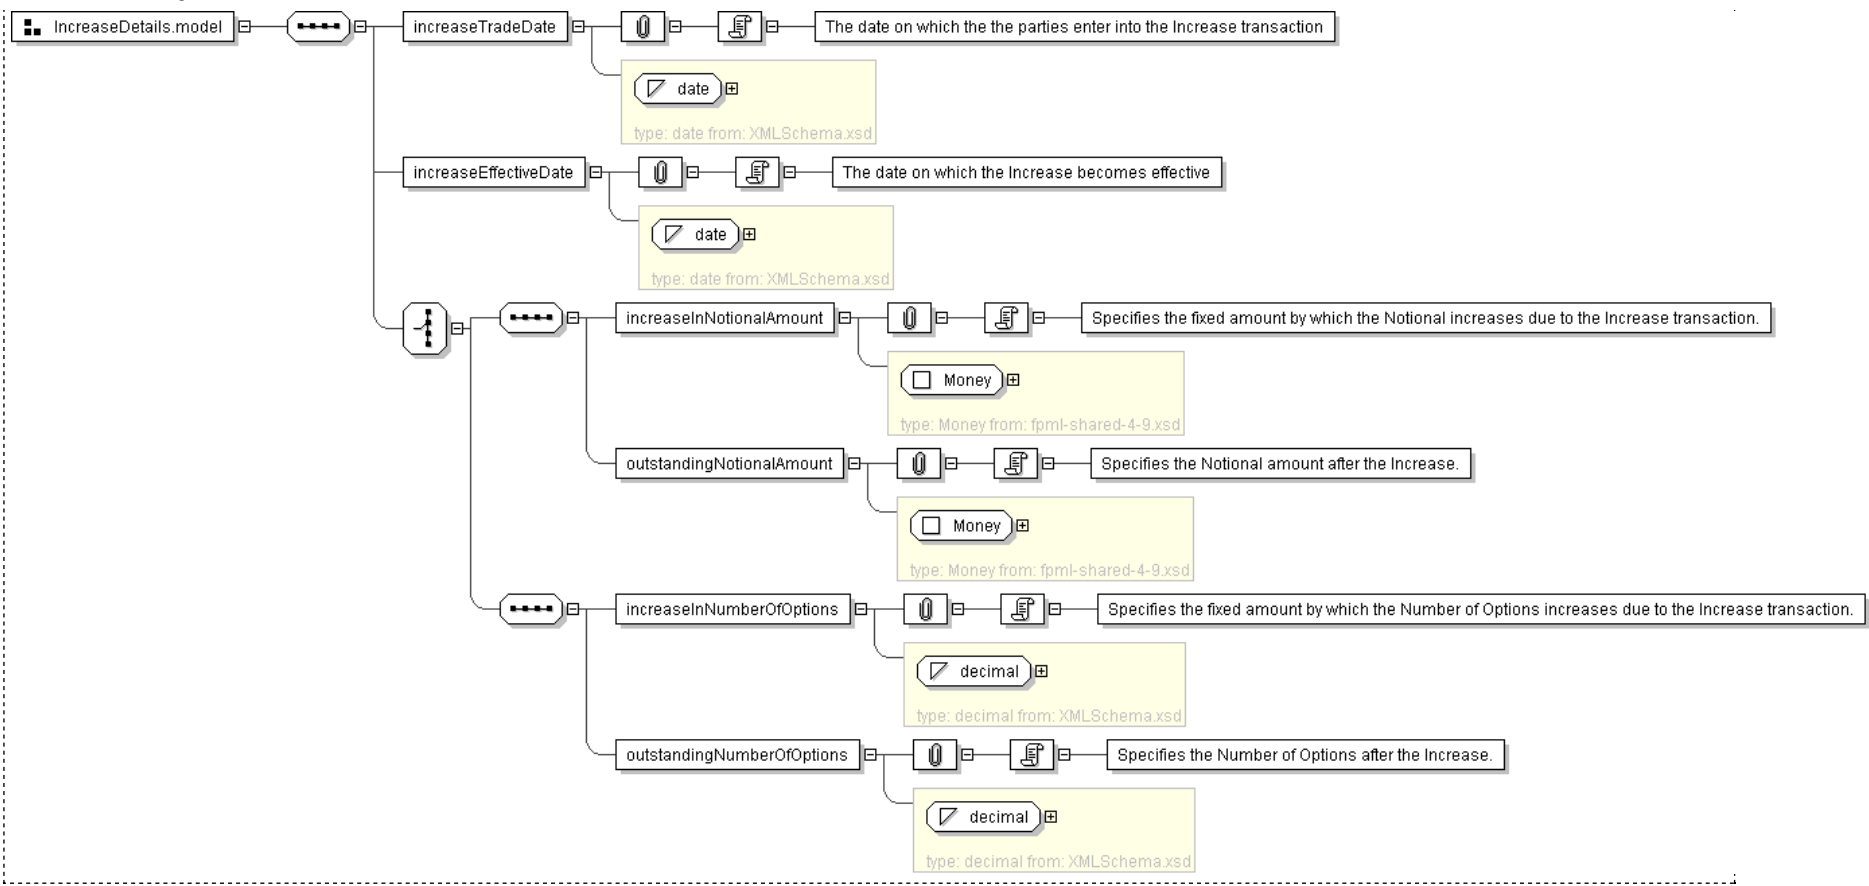 IncreaseDetails.model
increaseTradeDate
The date on which the the parties enter into the Increase transaction
date
type: date from: XMLSchema.xsd
increaseEffectiveDate
The date on which the Increase becomes effective
date
type: date from: XMLSchema.xsd
increaseInNotionalAmount
Specifies the fixed amount by which the Notional increases due to the Increase transaction.
Money
type: Money from: fpml-shared-4-9.xsd
outstandingNotionalAmount
Specifies the Notional amount after the Increase.
Money
type: Money from: fpml-shared-4-9.xsd
increaseInNumberOfOptions
Specifies the fixed amount by which the Number of Options increases due to the Increase transaction.
decimal
type: decimal from: XMLSchema.xsd
outstandingNumberOfOptions
Specifies the Number of Options after the Increase.
decimal
type: decimal from: XMLSchema.xsd